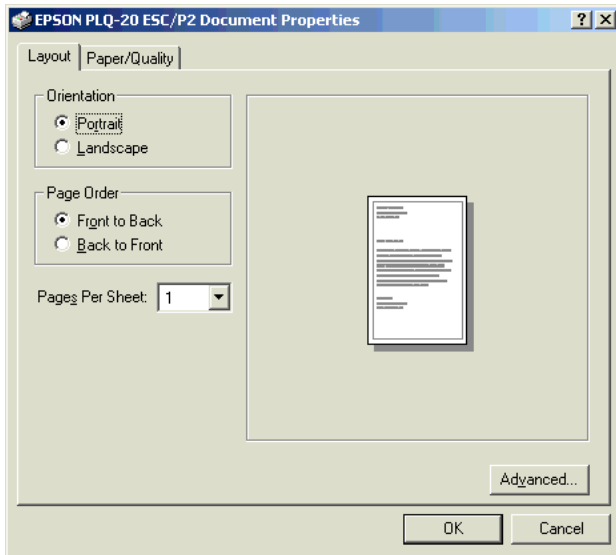 EPSON PLQ-20 ESC/P2 Document Properties
Layout
Paper/Quality
Orientation
Portrait
Landscape
Page Order
Front to Back
Back to Front
Pages Per Sheet: 1
Advanced...
OK
Cancel